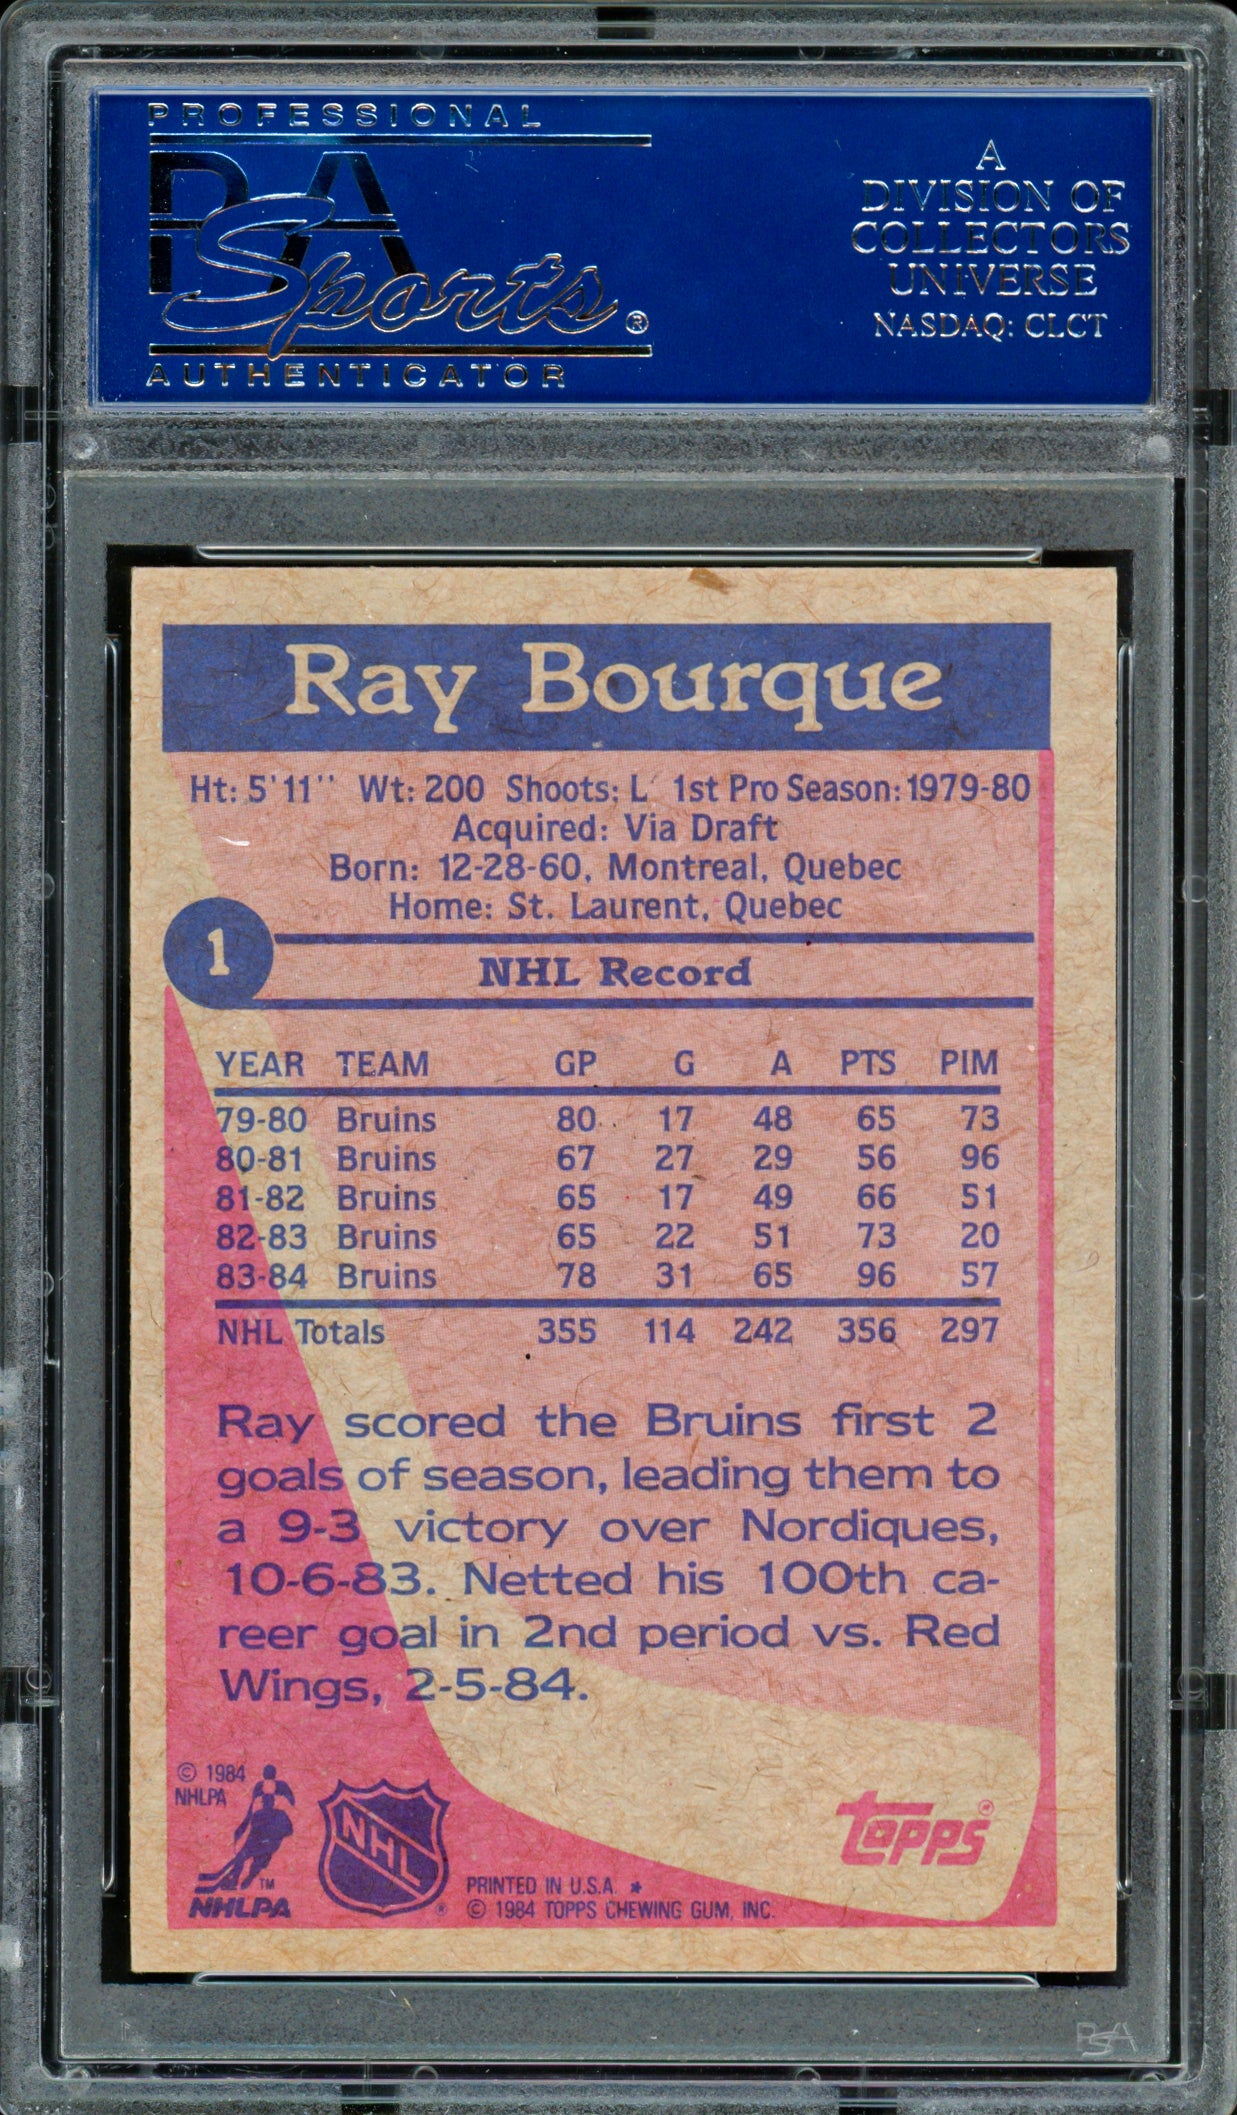 PROFESSIONAL
PSA
Sports®
AUTHENTICATOR
A
DIVISION OF
COLLECTORS
UNIVERSE
NASDAQ: CLCT
Ray Bourque
Ht: 5'11'' Wt: 200 Shoots: L 1st Pro Season: 1979-80
Acquired: Via Draft
Born: 12-28-60, Montreal, Quebec
Home: St. Laurent, Quebec
1
NHL Record
YEAR TEAM GP G A PTS PIM
79-80 Bruins 80 17 48 65 73
80-81 Bruins 67 27 29 56 96
81-82 Bruins 65 17 49 66 51
82-83 Bruins 65 22 51 73 20
83-84 Bruins 78 31 65 96 57
NHL Totals 355 114 242 356 297
Ray scored the Bruins first 2
goals of season, leading them to
a 9-3 victory over Nordiques,
10-6-83. Netted his 100th ca-
reer goal in 2nd period vs. Red
Wings, 2-5-84.
© 1984
NHLPA
TM
NHLPA
NHL
®
PRINTED IN U.S.A. *
© 1984 TOPPS CHEWING GUM, INC.
topps®
PSA